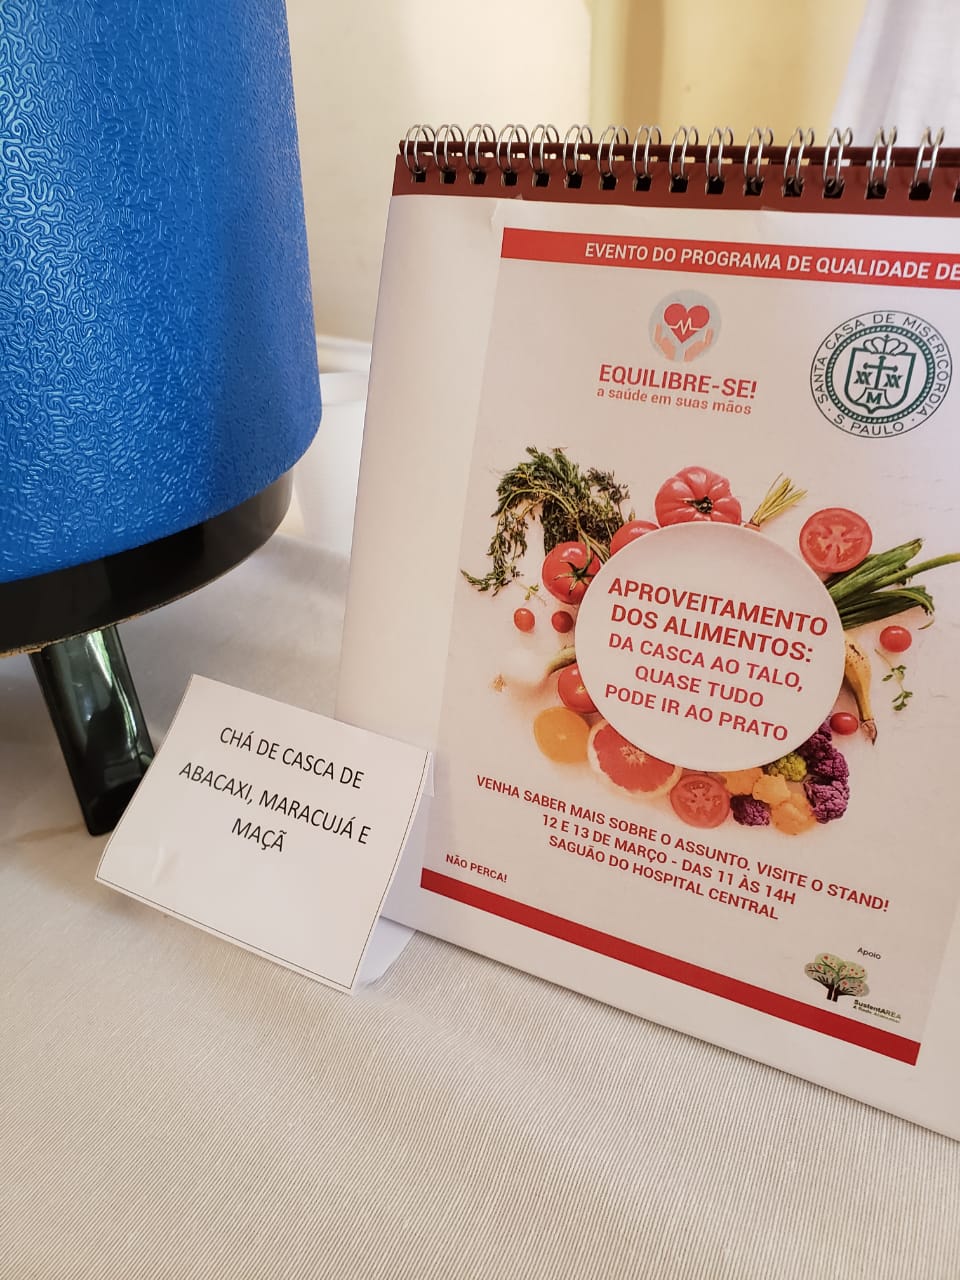 EVENTO DO PROGRAMA DE QUALIDADE DE
EQUILIBRE-SE!
a saúde em suas mãos
SANTA CASA DE MISERICORDIA
S. PAULO
M
APROVEITAMENTO
DOS ALIMENTOS:
DA CASCA AO TALO,
QUASE TUDO
PODE IR AO PRATO
VENHA SABER MAIS SOBRE O ASSUNTO. VISITE O STAND!
12 E 13 DE MARÇO - DAS 11 ÀS 14H
SAGUÃO DO HOSPITAL CENTRAL
NÃO PERCA!
Apoio
SustentAREA
CHÁ DE CASCA DE
ABACAXI, MARACUJÁ E
MAÇÃ